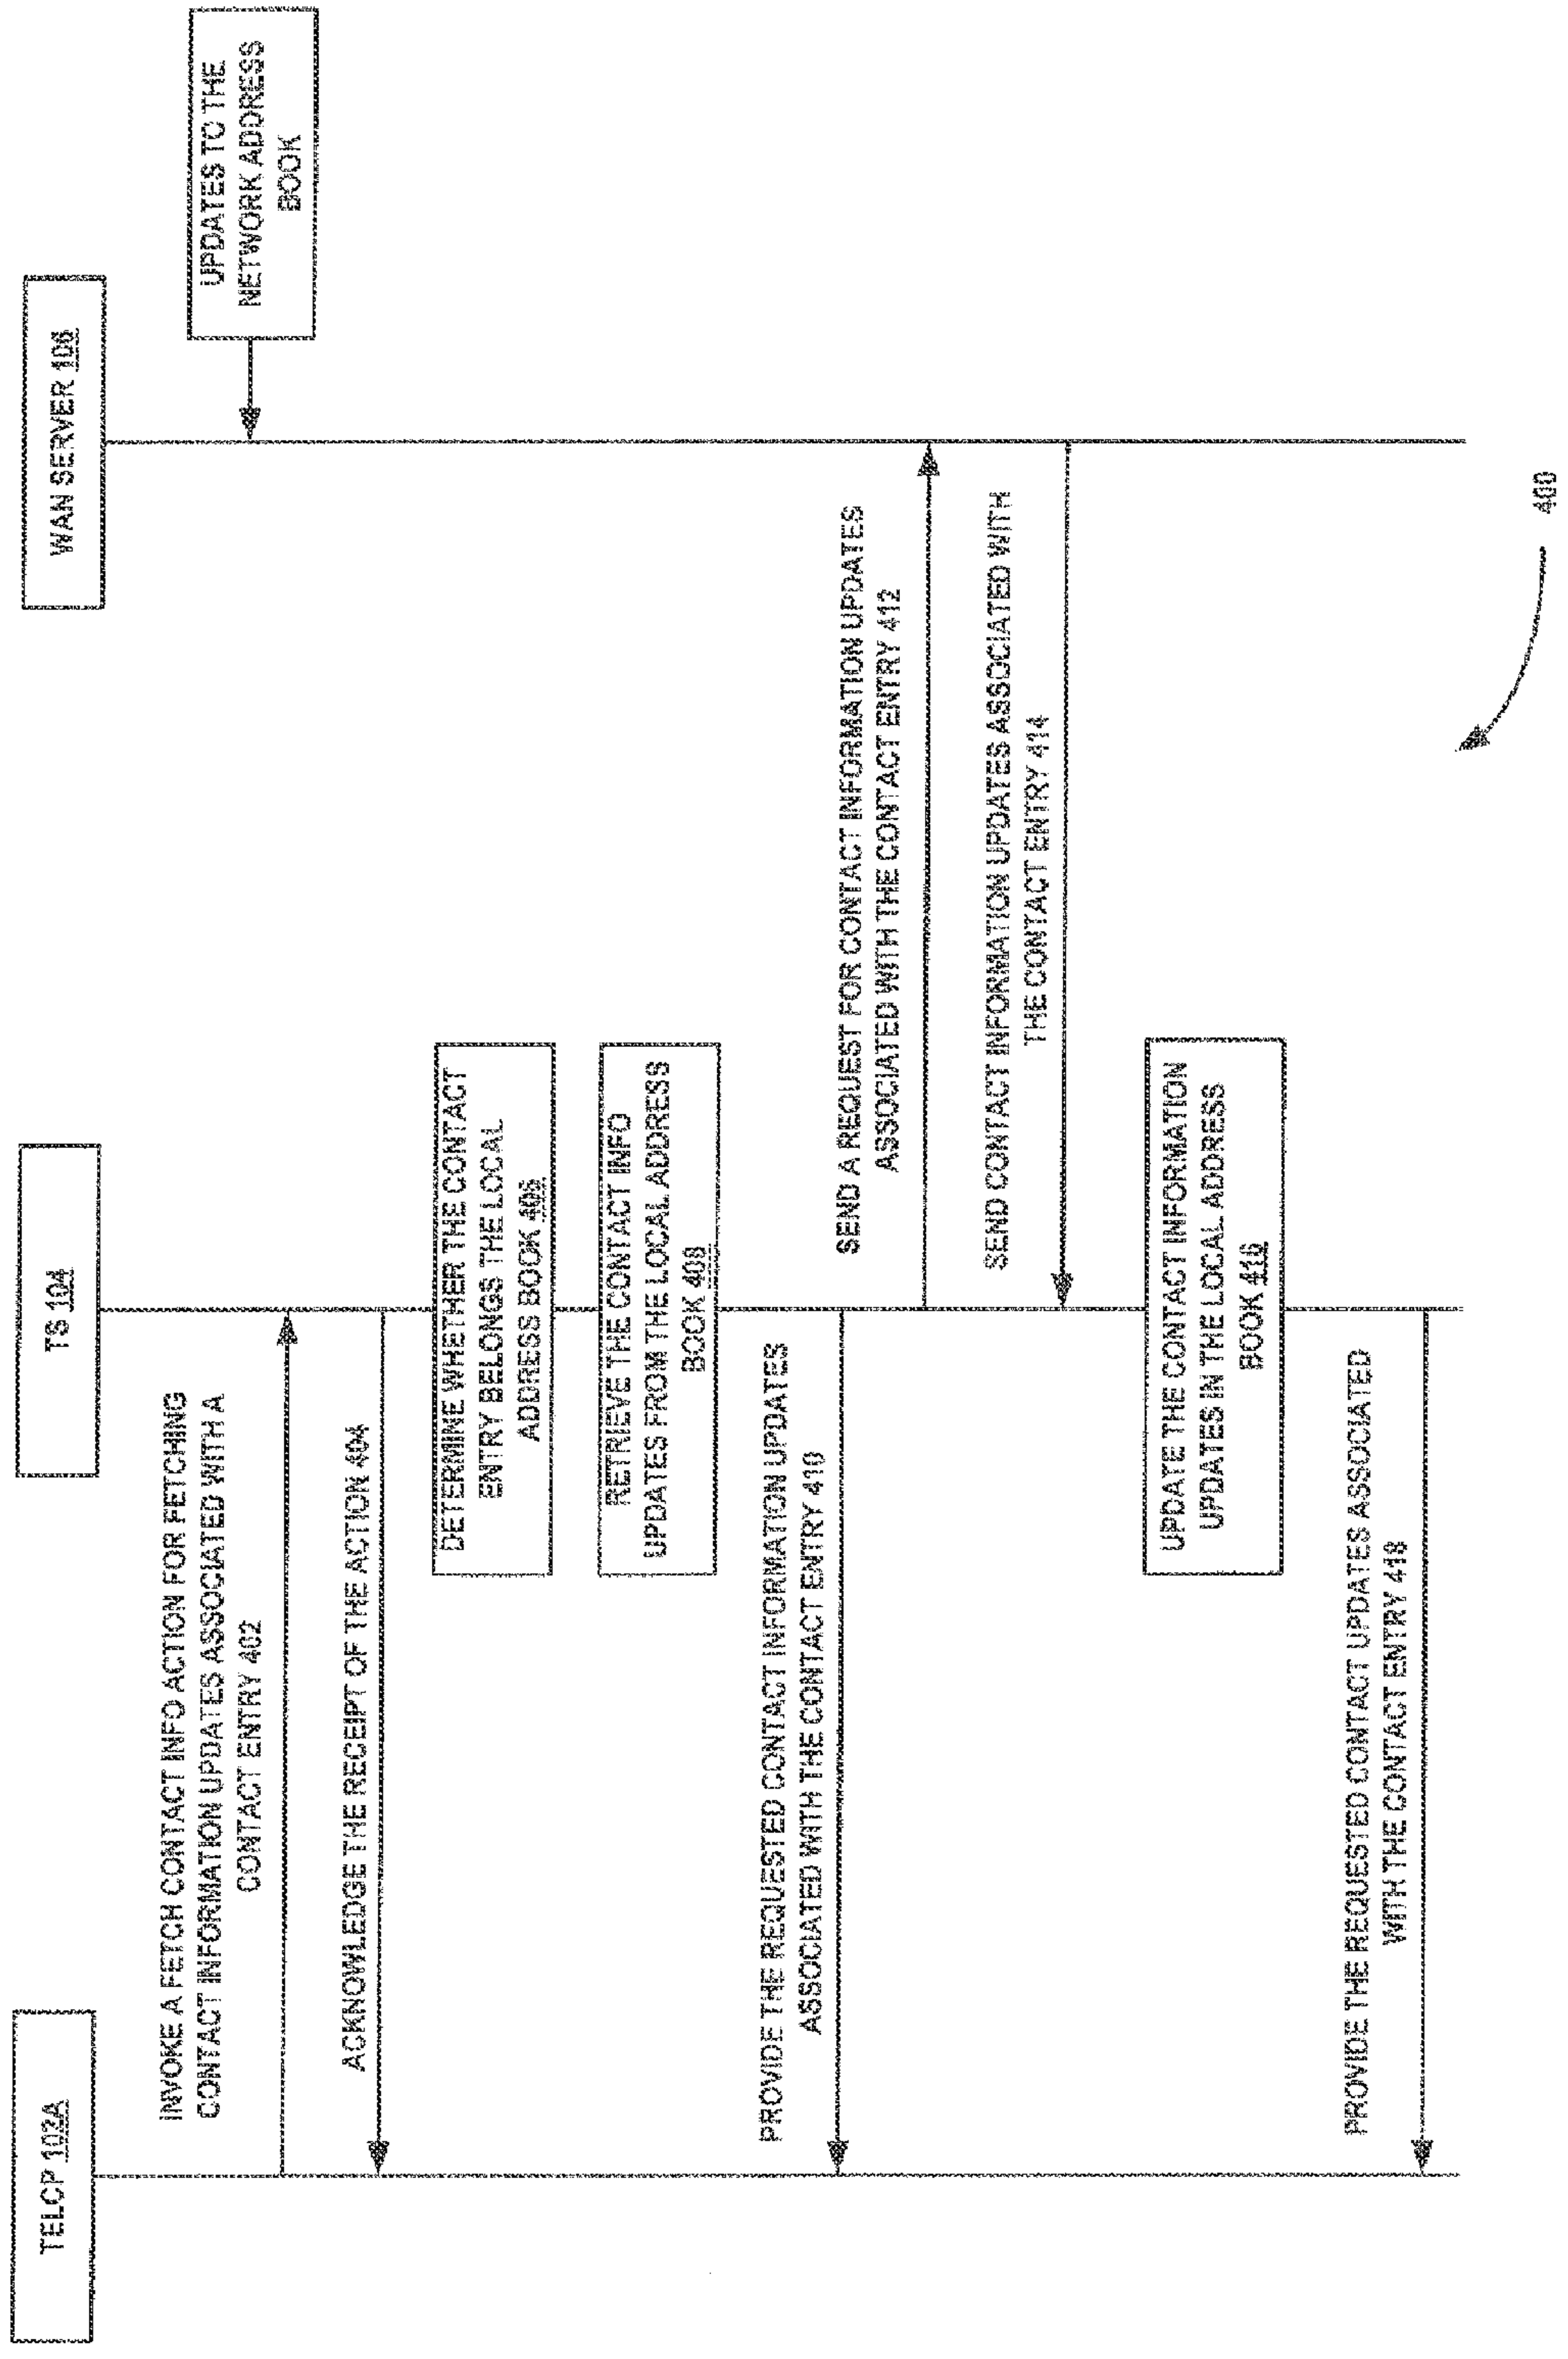 TELCP 102A
TS 104
WAN SERVER 106
UPDATES TO THE
NETWORK ADDRESS
BOOK
INVOKE A FETCH CONTACT INFO ACTION FOR FETCHING
CONTACT INFORMATION UPDATES ASSOCIATED WITH A
CONTACT ENTRY 402
ACKNOWLEDGE THE RECEIPT OF THE ACTION 404
DETERMINE WHETHER THE CONTACT
ENTRY BELONGS THE LOCAL
ADDRESS BOOK 406
RETRIEVE THE CONTACT INFO
UPDATES FROM THE LOCAL ADDRESS
BOOK 408
PROVIDE THE REQUESTED CONTACT INFORMATION UPDATES
ASSOCIATED WITH THE CONTACT ENTRY 410
SEND A REQUEST FOR CONTACT INFORMATION UPDATES
ASSOCIATED WITH THE CONTACT ENTRY 412
SEND CONTACT INFORMATION UPDATES ASSOCIATED WITH
THE CONTACT ENTRY 414
UPDATE THE CONTACT INFORMATION
UPDATES IN THE LOCAL ADDRESS
BOOK 416
PROVIDE THE REQUESTED CONTACT UPDATES ASSOCIATED
WITH THE CONTACT ENTRY 418
400